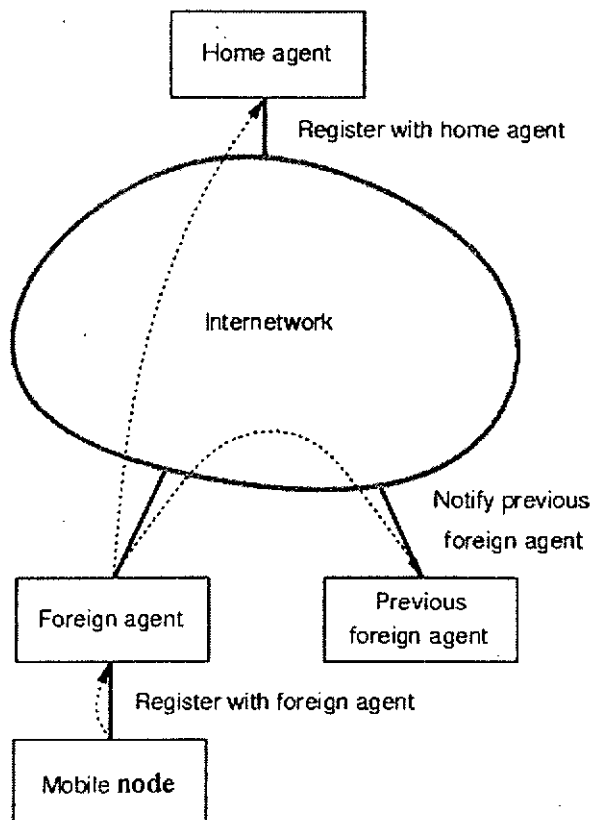 Home agent
Register with home agent
Internetwork
Notify previous
foreign agent
Foreign agent
Previous
foreign agent
Register with foreign agent
Mobile node